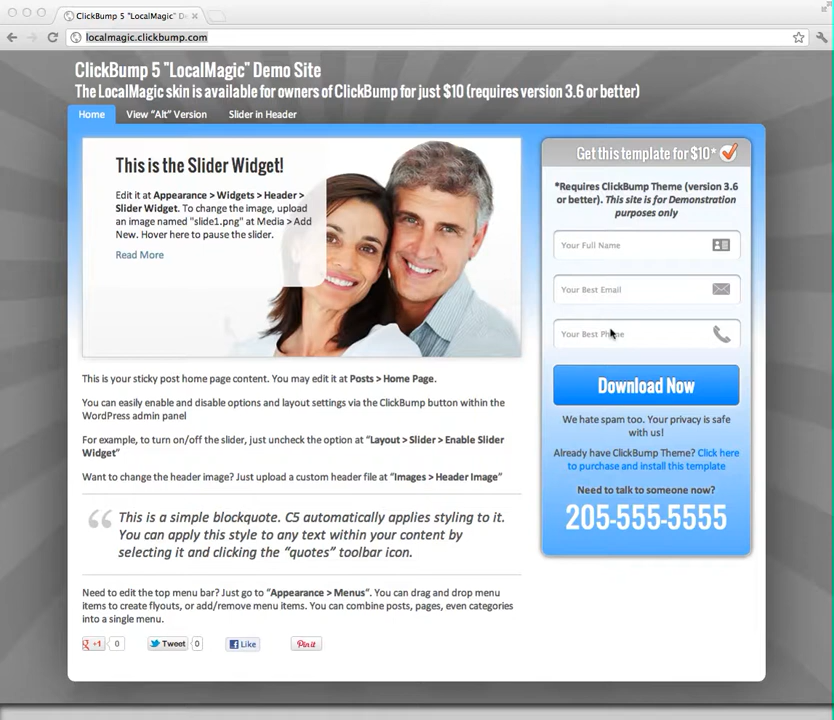 ClickBump 5 "LocalMagic" D
localmagic.clickbump.com
ClickBump 5 "LocalMagic" Demo Site
The LocalMagic skin is available for owners of ClickBump for just $10 (requires version 3.6 or better)
Home
View "Alt" Version
Slider in Header
This is the Slider Widget!
Edit it at Appearance > Widgets > Header >
Slider Widget. To change the image, upload
an image named "slide1.png" at Media > Add
New. Hover here to pause the slider.
Read More
This is your sticky post home page content. You may edit it at Posts > Home Page.
You can easily enable and disable options and layout settings via the ClickBump button within the
WordPress admin panel
For example, to turn on/off the slider, just uncheck the option at “Layout > Slider > Enable Slider
Widget”
Want to change the header image? Just upload a custom header file at “Images > Header Image”
This is a simple blockquote. C5 automatically applies styling to it.
You can apply this style to any text within your content by
selecting it and clicking the “quotes” toolbar icon.
Need to edit the top menu bar? Just go to “Appearance > Menus”. You can drag and drop menu
items to create flyouts, or add/remove menu items. You can combine posts, pages, even categories
into a single menu.
g +1 0
Tweet 0
f Like
Pin it
Get this template for $10*
*Requires ClickBump Theme (version 3.6
or better). This site is for Demonstration
purposes only
Your Full Name
Your Best Email
Your Best Phone
Download Now
We hate spam too. Your privacy is safe
with us!
Already have ClickBump Theme? Click here
to purchase and install this template
Need to talk to someone now?
205-555-5555